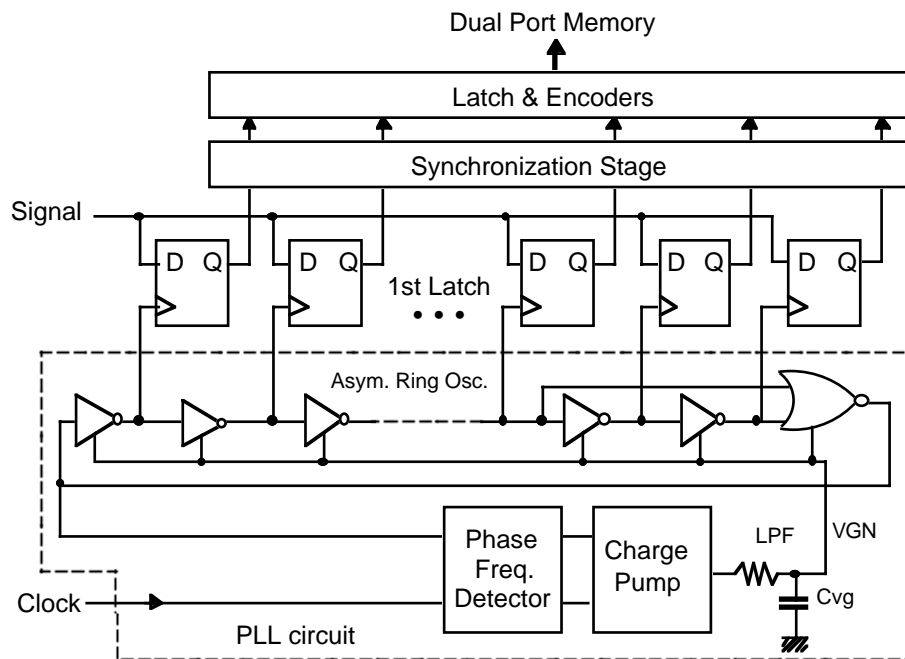 Dual Port Memory
Latch & Encoders
Synchronization Stage
Signal
D Q
D Q
D Q
D Q
D Q
1st Latch
• • •
Asym. Ring Osc.
Phase
Freq.
Detector
Charge
Pump
LPF
VGN
Cvg
Clock
PLL circuit